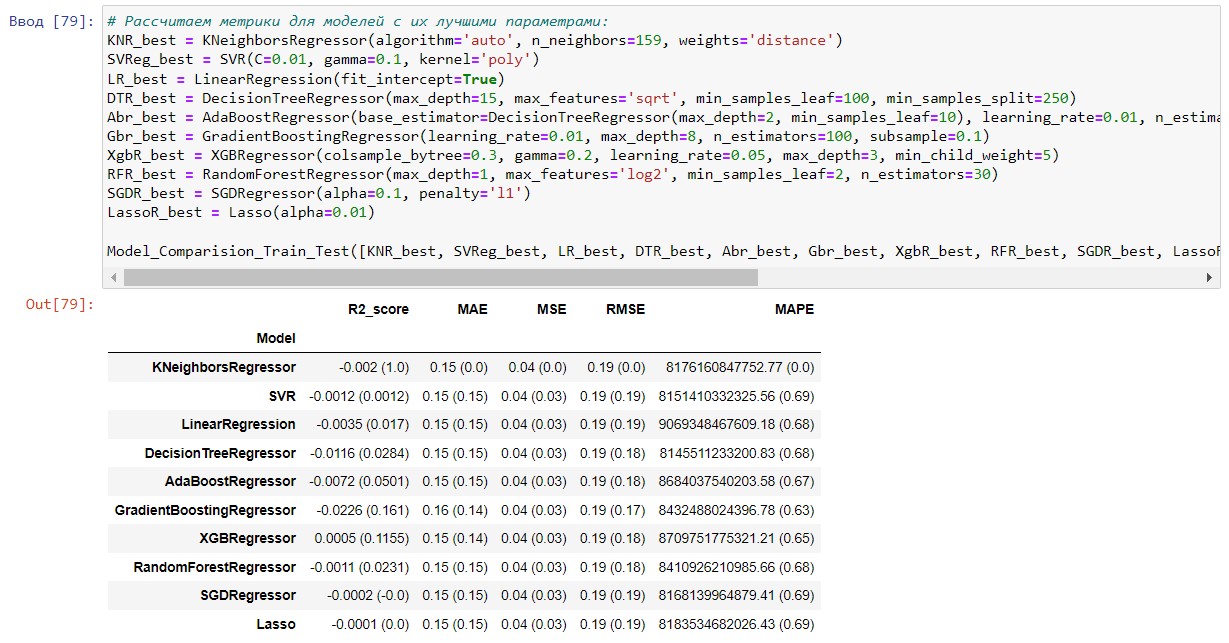 Ввод [79]:
# Рассчитаем метрики для моделей с их лучшими параметрами:
KNR_best = KNeighborsRegressor(algorithm='auto', n_neighbors=159, weights='distance')
SVReg_best = SVR(C=0.01, gamma=0.1, kernel='poly')
LR_best = LinearRegression(fit_intercept=True)
DTR_best = DecisionTreeRegressor(max_depth=15, max_features='sqrt', min_samples_leaf=100, min_samples_split=250)
Abr_best = AdaBoostRegressor(base_estimator=DecisionTreeRegressor(max_depth=2, min_samples_leaf=10), learning_rate=0.01, n_estima
Gbr_best = GradientBoostingRegressor(learning_rate=0.01, max_depth=8, n_estimators=100, subsample=0.1)
XgbR_best = XGBRegressor(colsample_bytree=0.3, gamma=0.2, learning_rate=0.05, max_depth=3, min_child_weight=5)
RFR_best = RandomForestRegressor(max_depth=1, max_features='log2', min_samples_leaf=2, n_estimators=30)
SGDR_best = SGDRegressor(alpha=0.1, penalty='l1')
LassoR_best = Lasso(alpha=0.01)
Model_Comparision_Train_Test([KNR_best, SVReg_best, LR_best, DTR_best, Abr_best, Gbr_best, XgbR_best, RFR_best, SGDR_best, Lasso
Out[79]:
R2_score MAE MSE RMSE MAPE
Model
KNeighborsRegressor -0.002 (1.0) 0.15 (0.0) 0.04 (0.0) 0.19 (0.0) 8176160847752.77 (0.0)
SVR -0.0012 (0.0012) 0.15 (0.15) 0.04 (0.03) 0.19 (0.19) 8151410332325.56 (0.69)
LinearRegression -0.0035 (0.017) 0.15 (0.15) 0.04 (0.03) 0.19 (0.19) 9069348467609.18 (0.68)
DecisionTreeRegressor -0.0116 (0.0284) 0.15 (0.15) 0.04 (0.03) 0.19 (0.18) 8145511233200.83 (0.68)
AdaBoostRegressor -0.0072 (0.0501) 0.15 (0.15) 0.04 (0.03) 0.19 (0.18) 8684037540203.58 (0.67)
GradientBoostingRegressor -0.0226 (0.161) 0.16 (0.14) 0.04 (0.03) 0.19 (0.17) 8432488024396.78 (0.63)
XGBRegressor 0.0005 (0.1155) 0.15 (0.14) 0.04 (0.03) 0.19 (0.18) 8709751775321.21 (0.65)
RandomForestRegressor -0.0011 (0.0231) 0.15 (0.15) 0.04 (0.03) 0.19 (0.18) 8410926210985.66 (0.68)
SGDRegressor -0.0002 (-0.0) 0.15 (0.15) 0.04 (0.03) 0.19 (0.19) 8168139964879.41 (0.69)
Lasso -0.0001 (0.0) 0.15 (0.15) 0.04 (0.03) 0.19 (0.19) 8183534682026.43 (0.69)